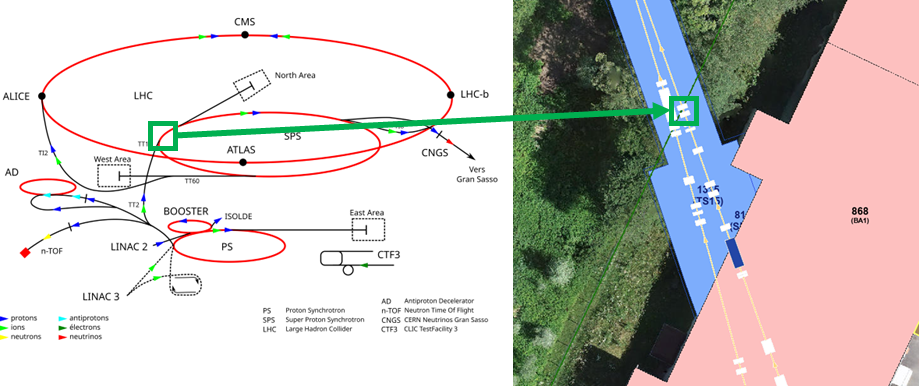 CMS
North Area
ALICE
LHC
LHC-b
TT1
SPS
ATLAS
CNGS
Vers
Gran Sasso
TI2
West Area
TT60
AD
TT2
BOOSTER
ISOLDE
East Area
n-TOF
LINAC 2
PS
CTF3
LINAC 3
protons
ions
neutrons
antiprotons
électrons
neutrinos
PS Proton Synchrotron
SPS Super Proton Synchrotron
LHC Large Hadron Collider
AD Antiproton Decelerator
n-TOF Neutron Time Of Flight
CNGS CERN Neutrinos Gran Sasso
CTF3 CLIC TestFacility 3
868
(BA1)